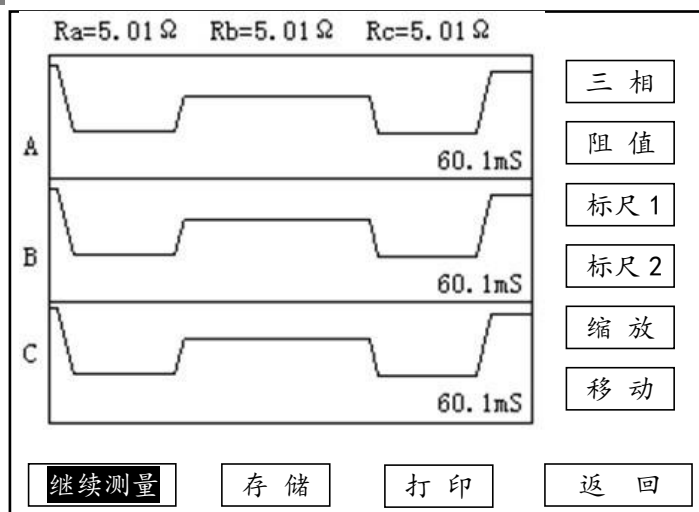 Ra=5.01Ω Rb=5.01Ω Rc=5.01Ω
三 相
A
60.1mS
阻 值
标尺 1
B
60.1mS
标尺 2
缩 放
C
60.1mS
移 动
继续测量 存 储 打 印 返 回